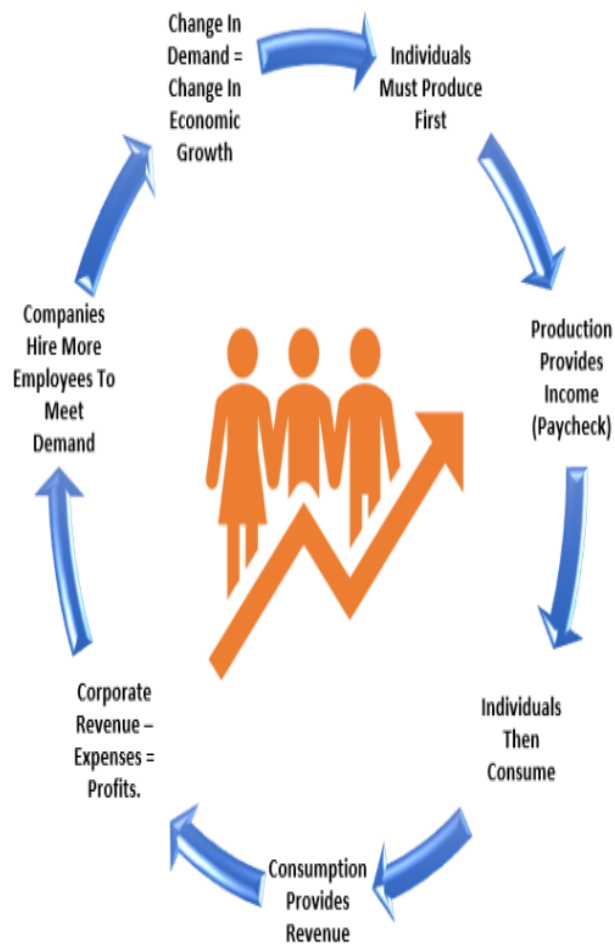 Change In
Demand =
Change In
Economic
Growth
Individuals
Must Produce
First
Production
Provides
Income
(Paycheck)
Individuals
Then
Consume
Consumption
Provides
Revenue
Corporate
Revenue –
Expenses =
Profits.
Companies
Hire More
Employees To
Meet
Demand